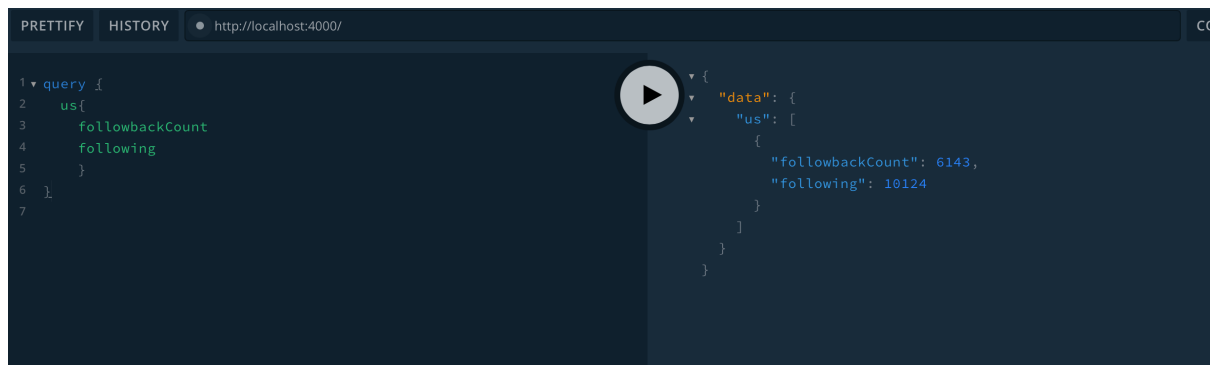 PRETTIFY HISTORY http://localhost:4000/ CO
1 query {
2 us{
3 followbackCount
4 following
5 }
6 }
7
{
"data": {
"us": [
{
"followbackCount": 6143,
"following": 10124
}
]
}
}